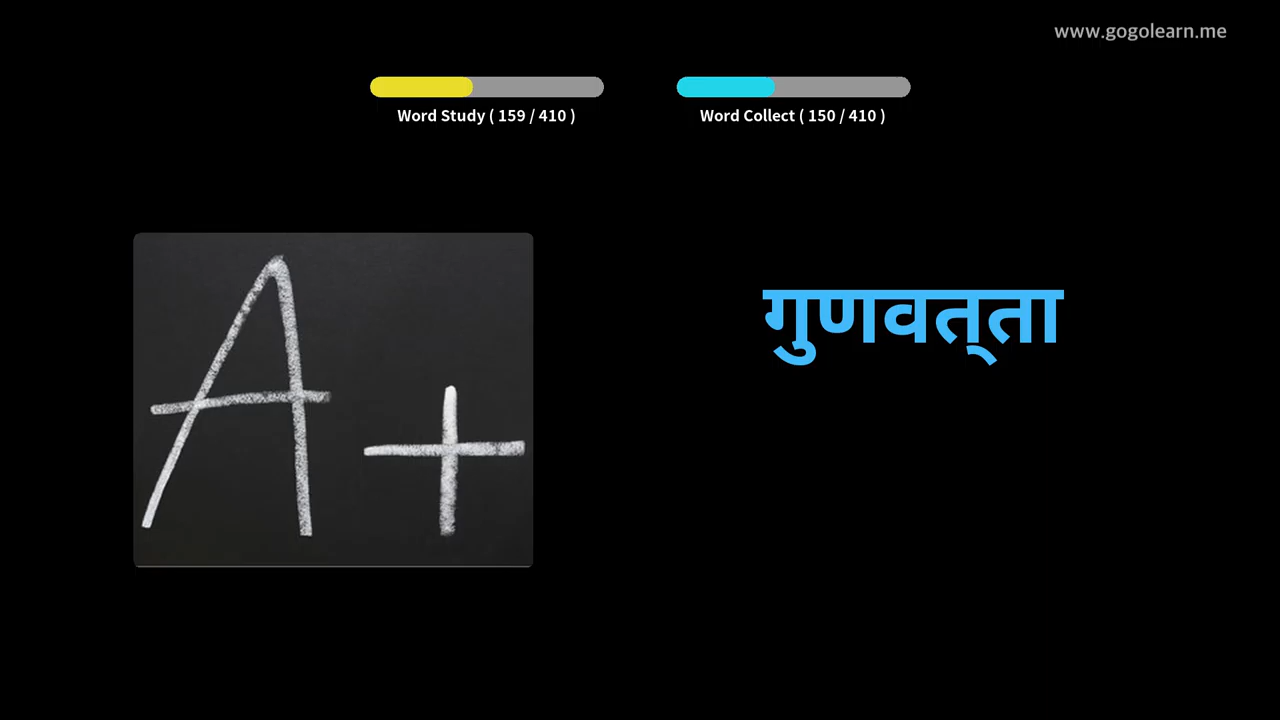 www.gogolearn.me
Word Study ( 159 / 410 )
Word Collect ( 150 / 410 )
A+
गुणवत्‌ता